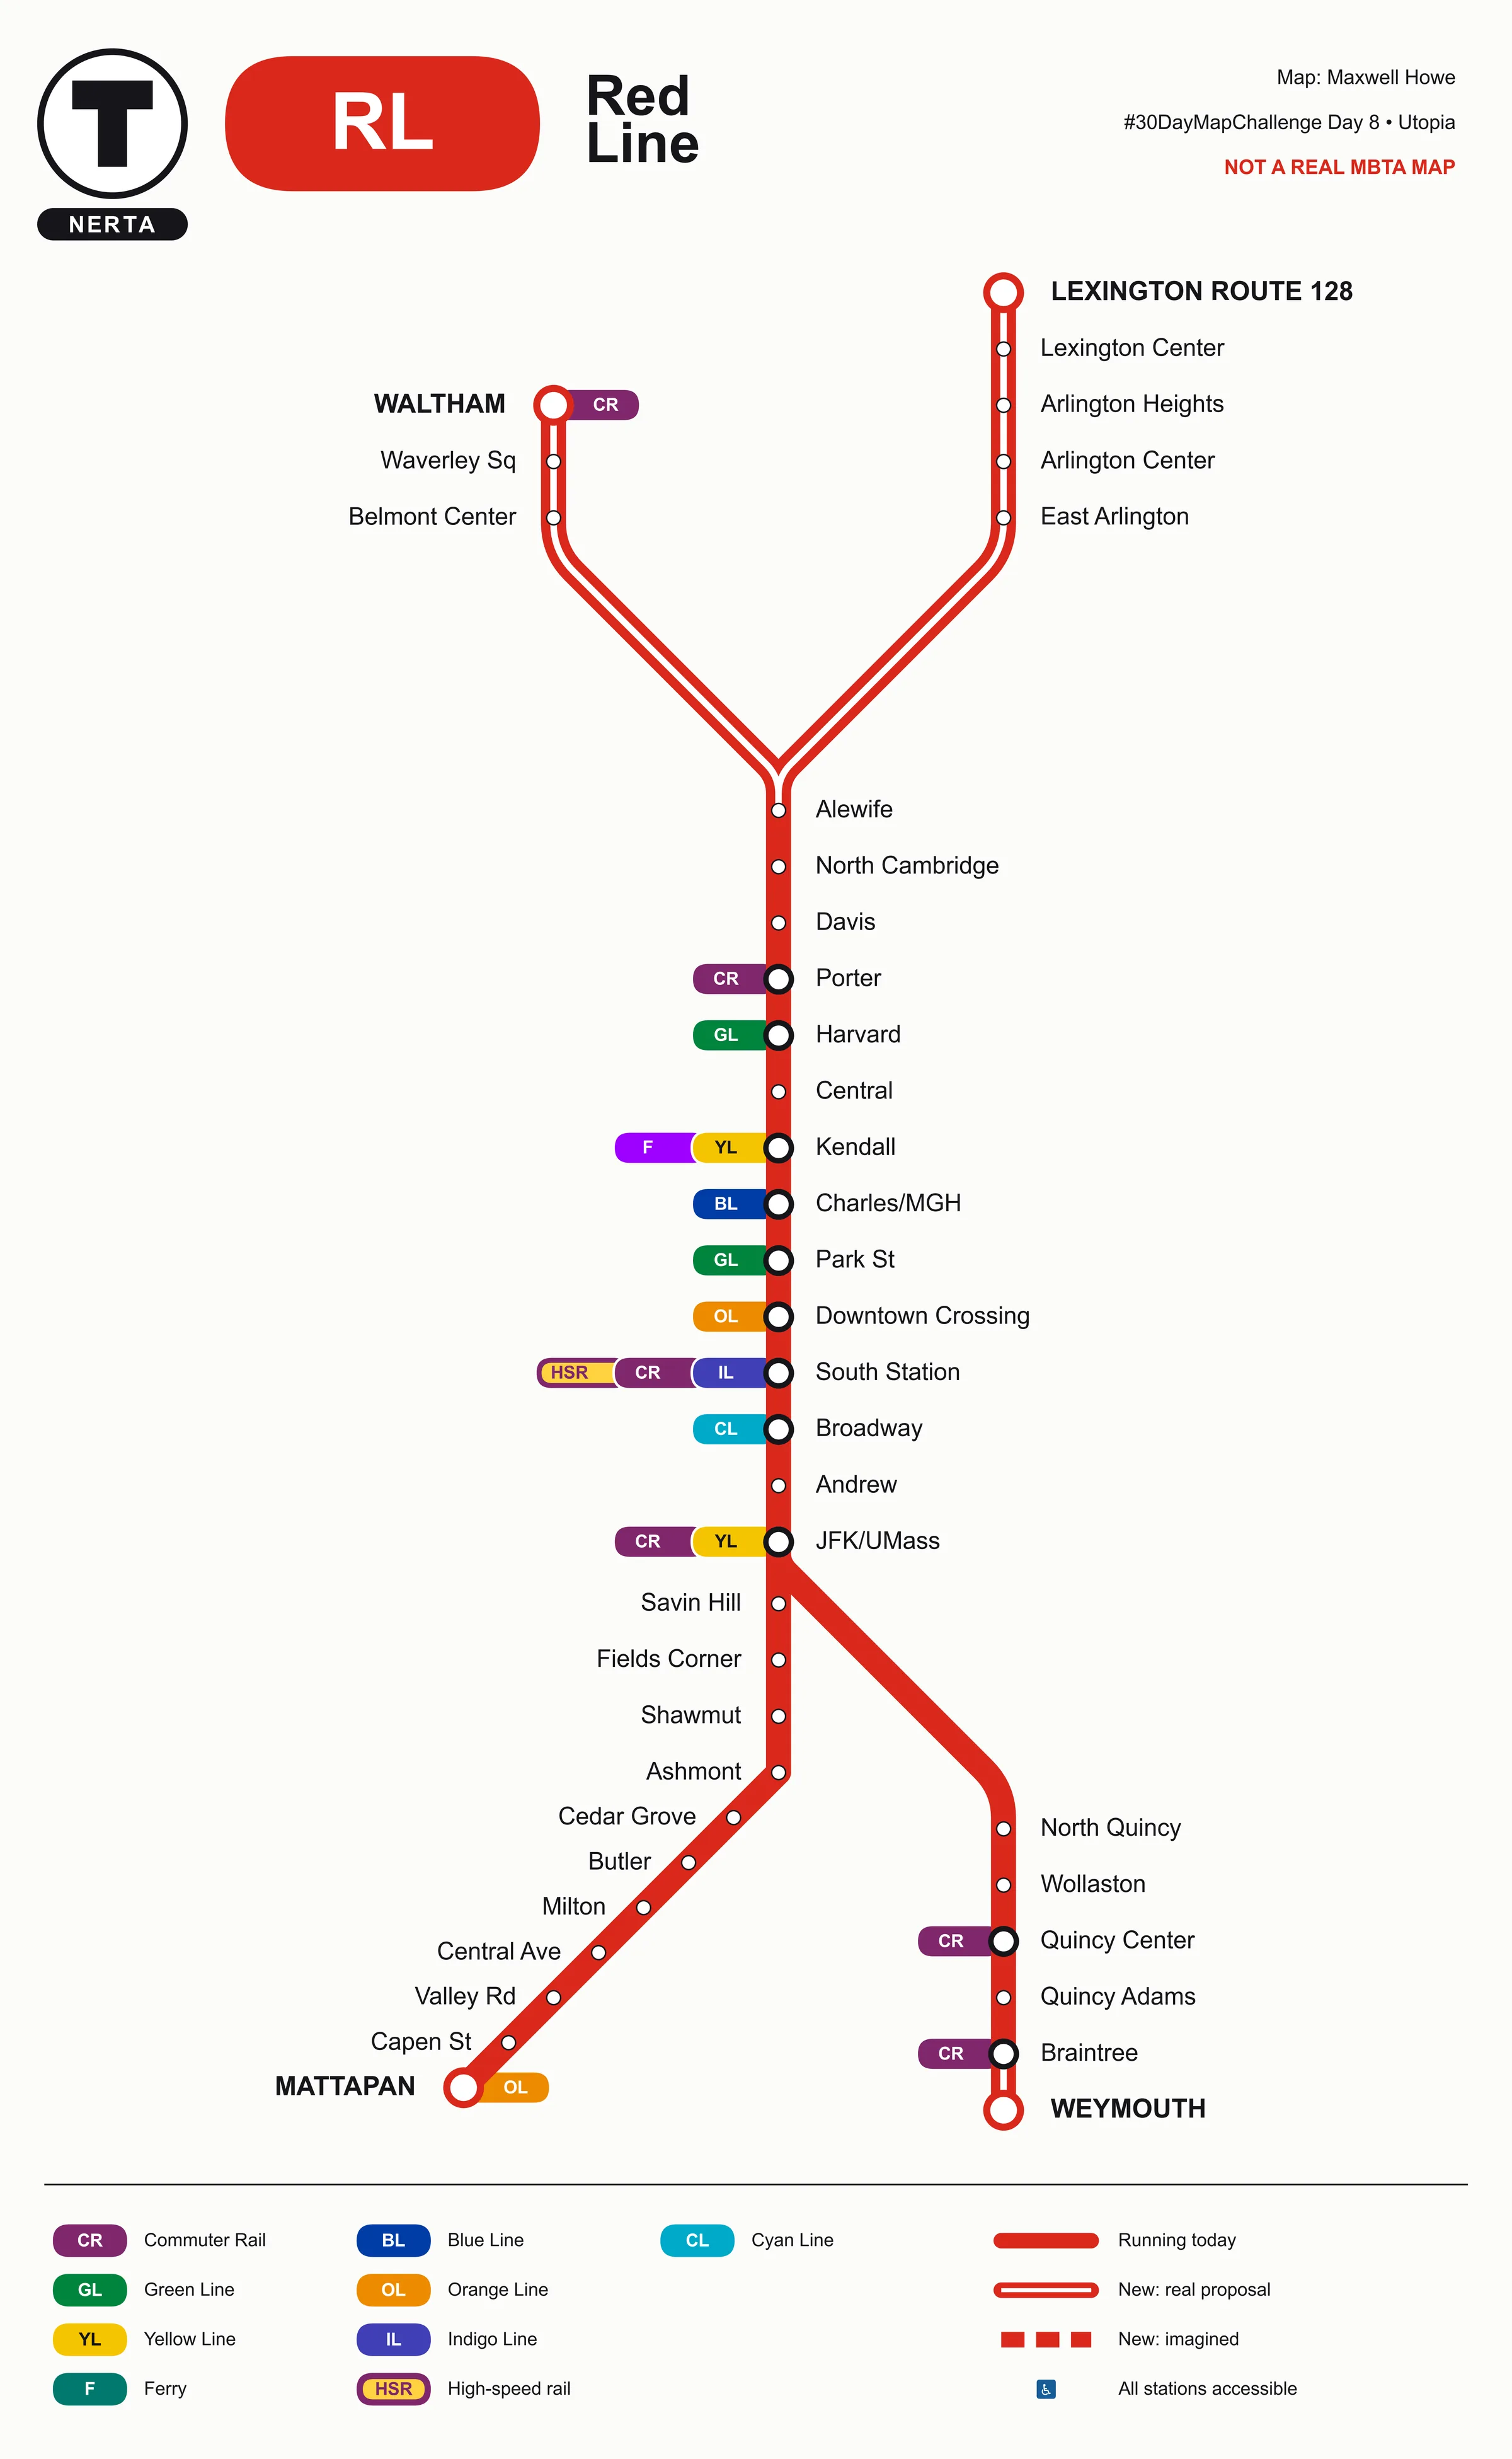 T
NERTA
RL
Red
Line
Map: Maxwell Howe
#30DayMapChallenge Day 8 • Utopia
NOT A REAL MBTA MAP
LEXINGTON ROUTE 128
Lexington Center
WALTHAM CR
Arlington Heights
Waverley Sq
Arlington Center
Belmont Center
East Arlington
Alewife
North Cambridge
Davis
CR Porter
GL Harvard
Central
F YL Kendall
BL Charles/MGH
GL Park St
OL Downtown Crossing
HSR CR IL South Station
CL Broadway
Andrew
CR YL JFK/UMass
Savin Hill
Fields Corner
Shawmut
Ashmont
Cedar Grove
Butler
Milton
Central Ave
Valley Rd
Capen St
MATTAPAN OL
North Quincy
Wollaston
CR Quincy Center
Quincy Adams
CR Braintree
WEYMOUTH
CR Commuter Rail
GL Green Line
YL Yellow Line
F Ferry
BL Blue Line
OL Orange Line
IL Indigo Line
HSR High-speed rail
CL Cyan Line
Running today
New: real proposal
New: imagined
All stations accessible